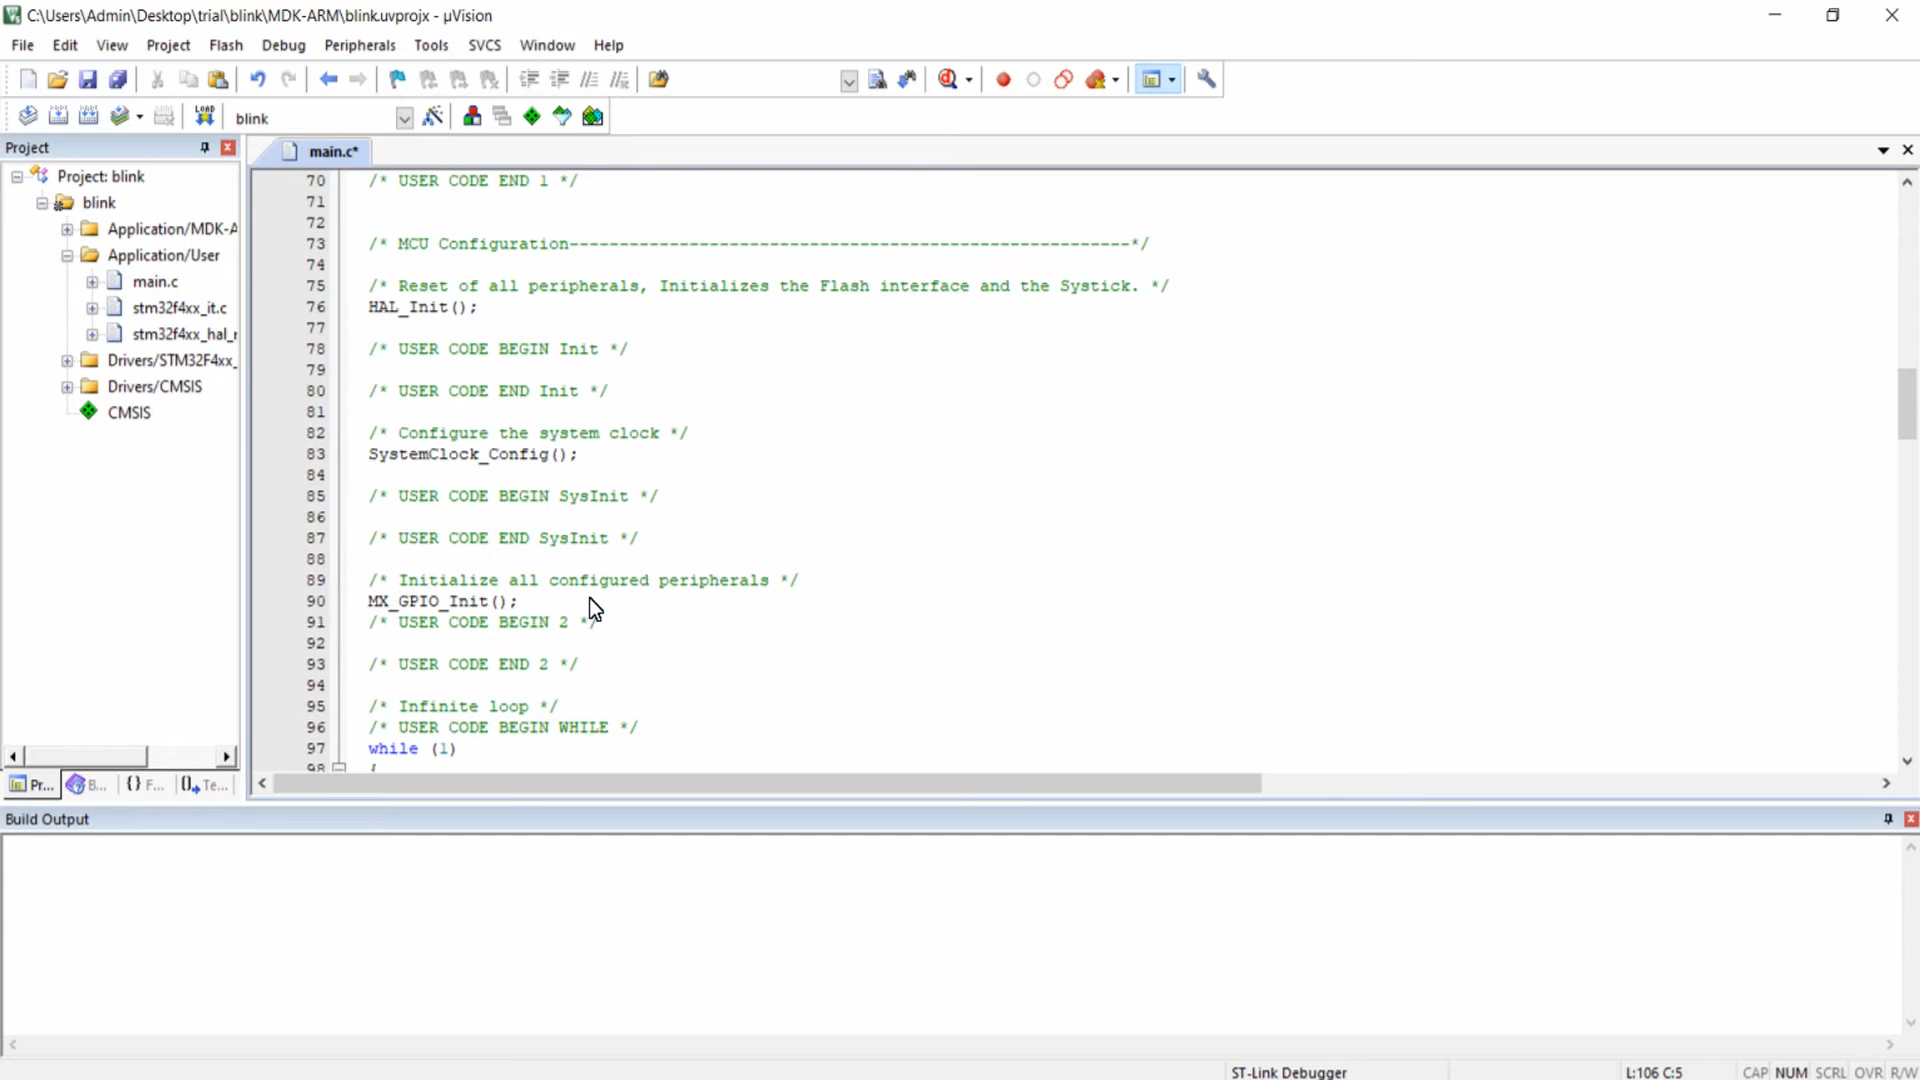 C:\Users\Admin\Desktop\trial\blink\MDK-ARM\blink.uvprojx - µVision
File Edit View Project Flash Debug Peripherals Tools SVCS Window Help
LOAD blink
Project
main.c*
Project: blink
blink
Application/MDK-A
Application/User
main.c
stm32f4xx_it.c
stm32f4xx_hal_
Drivers/STM32F4xx_
Drivers/CMSIS
CMSIS
Pr... B... {} F... Te...
70 /* USER CODE END 1 */
71
72
73 /* MCU Configuration--------------------------------------------------------*/
74
75 /* Reset of all peripherals, Initializes the Flash interface and the Systick. */
76 HAL_Init();
77
78 /* USER CODE BEGIN Init */
79
80 /* USER CODE END Init */
81
82 /* Configure the system clock */
83 SystemClock_Config();
84
85 /* USER CODE BEGIN SysInit */
86
87 /* USER CODE END SysInit */
88
89 /* Initialize all configured peripherals */
90 MX_GPIO_Init();
91 /* USER CODE BEGIN 2 */
92
93 /* USER CODE END 2 */
94
95 /* Infinite loop */
96 /* USER CODE BEGIN WHILE */
97 while (1)
98 {
Build Output
ST-Link Debugger L:106 C:5 CAP NUM SCRL OVR R/W